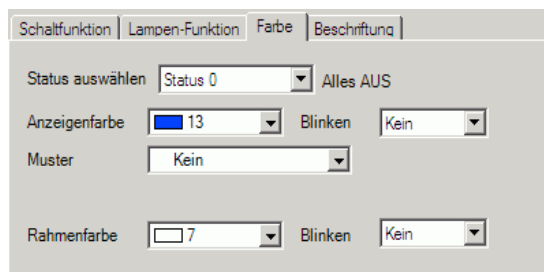 Schaltfunktion Lampen-Funktion Farbe Beschriftung
Status auswählen Status 0 Alles AUS
Anzeigenfarbe 13 Blinken Kein
Muster Kein
Rahmenfarbe 7 Blinken Kein